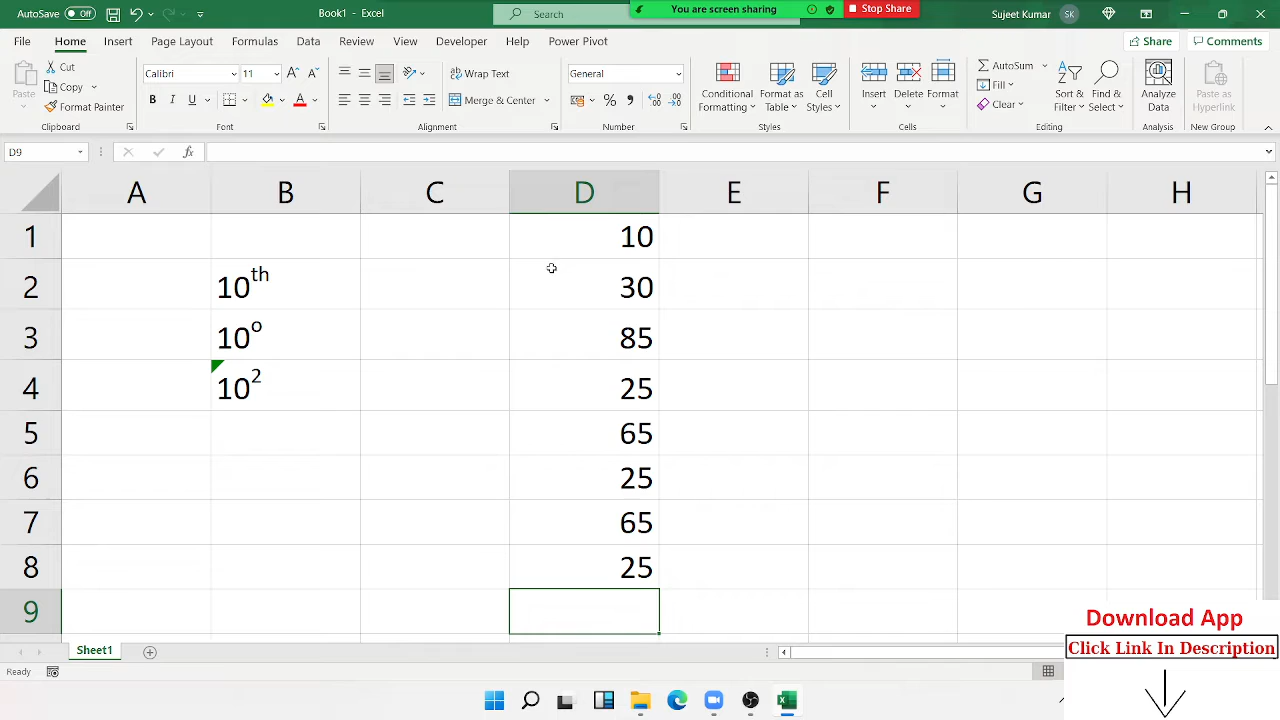 AutoSave Off Book1 - Excel Search You are screen sharing Stop Share Sujeet Kumar SK
File Home Insert Page Layout Formulas Data Review View Developer Help Power Pivot Share Comments
Paste Cut Copy Format Painter Clipboard
Calibri 11 B I U A Font
Wrap Text Merge & Center Alignment
General % , Number
Conditional Formatting Format as Table Cell Styles Styles
Insert Delete Format Cells
AutoSum Fill Clear Sort & Filter Find & Select Editing
Analyze Data Analysis
Paste as Hyperlink New Group
D9 fx
A B C D E F G H
1 10
2 10th 30
3 10o 85
4 10² 25
5 65
6 25
7 65
8 25
9
Sheet1
Ready
Download App
Click Link In Description